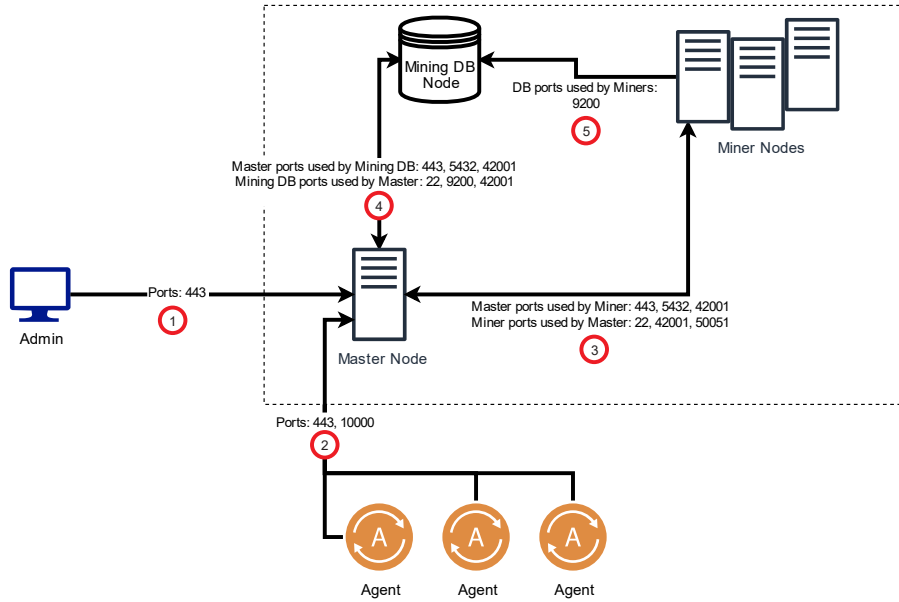 Mining DB
Node
DB ports used by Miners:
9200
5
Miner Nodes
Master ports used by Mining DB: 443, 5432, 42001
Mining DB ports used by Master: 22, 9200, 42001
4
Ports: 443
1
Admin
Master Node
Master ports used by Miner: 443, 5432, 42001
Miner ports used by Master: 22, 42001, 50051
3
Ports: 443, 10000
2
A
A
A
Agent
Agent
Agent